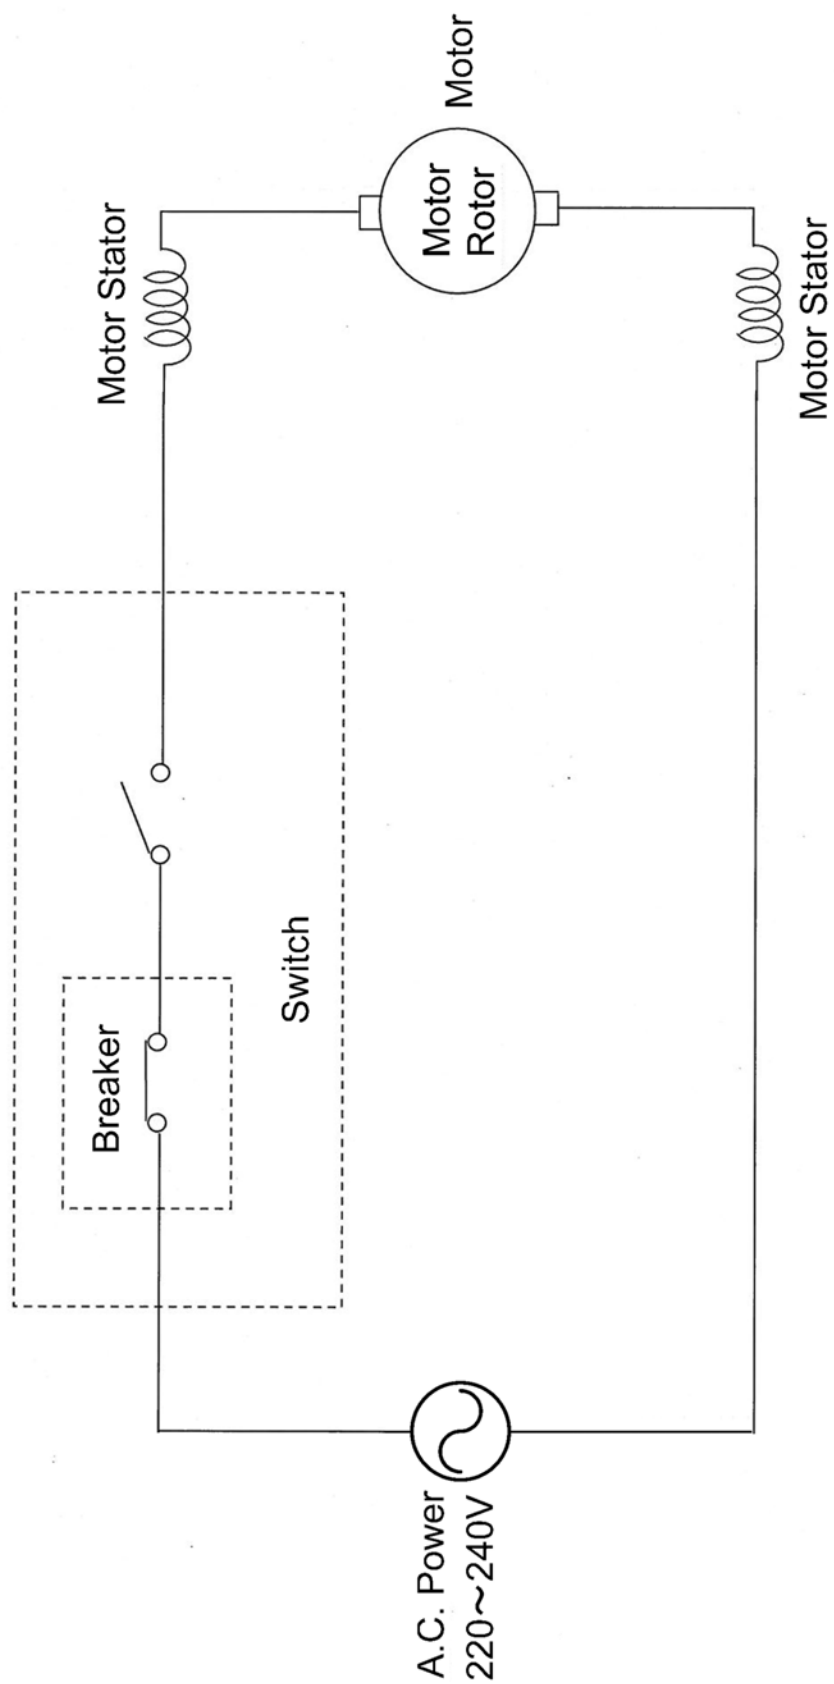 Motor Stator
Motor
Rotor
Motor
Motor Stator
Breaker
Switch
A.C. Power
220～240V